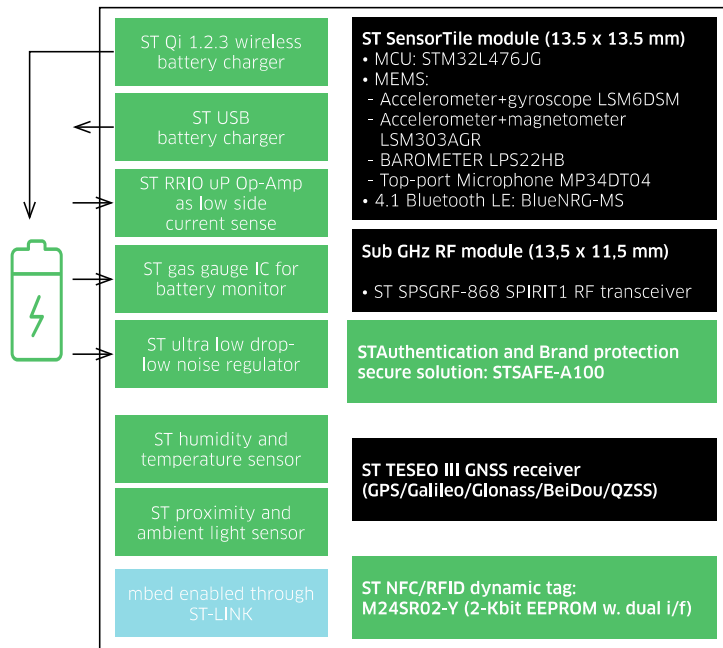 ST Qi 1.2.3 wireless
battery charger
ST USB
battery charger
ST RRIO uP Op-Amp
as low side
current sense
ST gas gauge IC for
battery monitor
ST ultra low drop-
low noise regulator
ST humidity and
temperature sensor
ST proximity and
ambient light sensor
mbed enabled through
ST-LINK
ST SensorTile module (13.5 x 13.5 mm)
• MCU: STM32L476JG
• MEMS:
- Accelerometer+gyroscope LSM6DSM
- Accelerometer+magnetometer
LSM303AGR
- BAROMETER LPS22HB
- Top-port Microphone MP34DT04
• 4.1 Bluetooth LE: BlueNRG-MS
Sub GHz RF module (13,5 x 11,5 mm)
• ST SPSGRF-868 SPIRIT1 RF transceiver
STAuthentication and Brand protection
secure solution: STSAFE-A100
ST TESEO III GNSS receiver
(GPS/Galileo/Glonass/BeiDou/QZSS)
ST NFC/RFID dynamic tag:
M24SR02-Y (2-Kbit EEPROM w. dual i/f)